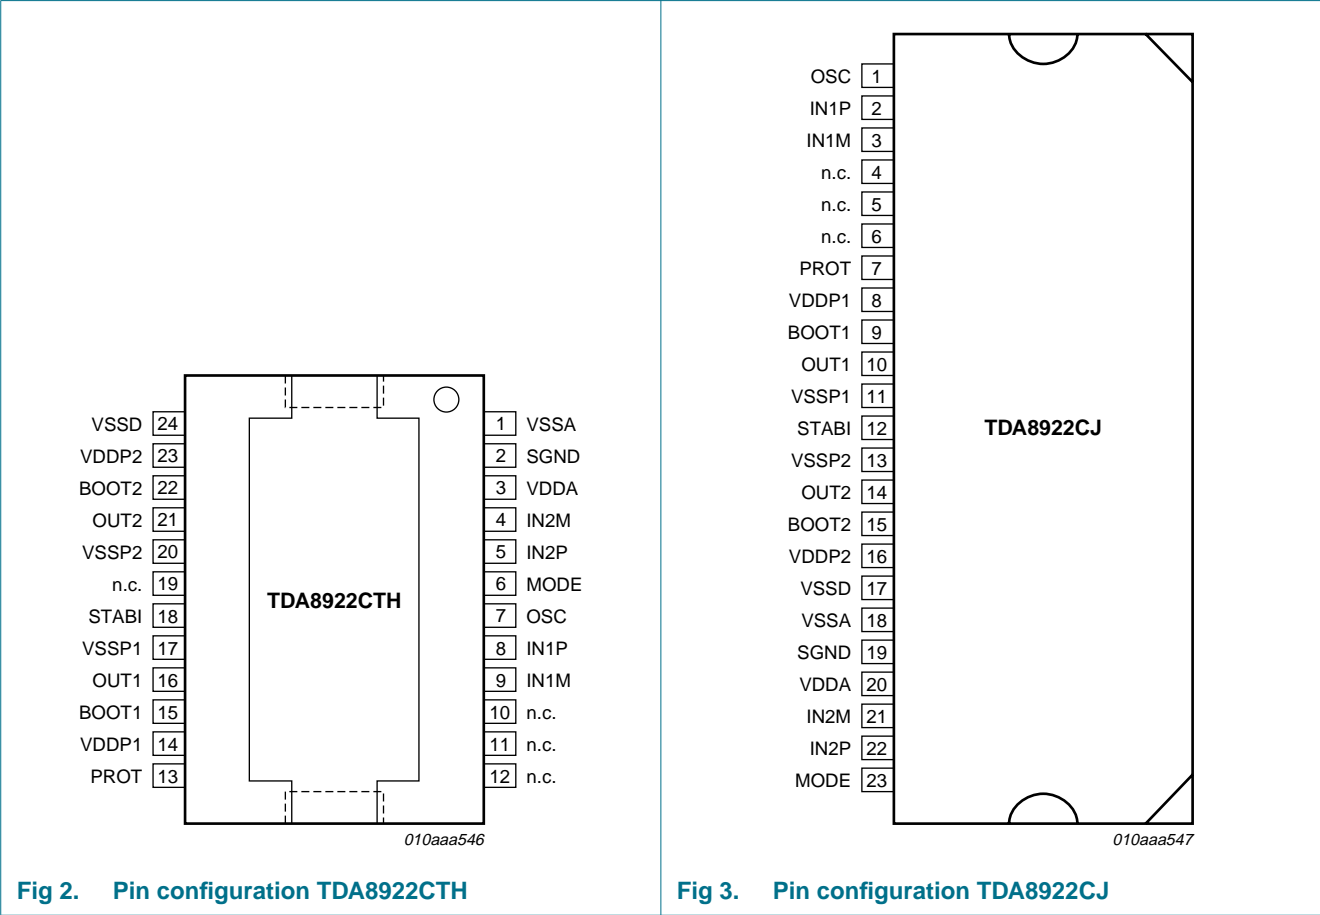 VSSD 24
VDDP2 23
BOOT2 22
OUT2 21
VSSP2 20
n.c. 19
STABI 18
VSSP1 17
OUT1 16
BOOT1 15
VDDP1 14
PROT 13
TDA8922CTH
1 VSSA
2 SGND
3 VDDA
4 IN2M
5 IN2P
6 MODE
7 OSC
8 IN1P
9 IN1M
10 n.c.
11 n.c.
12 n.c.
010aaa546
Fig 2. Pin configuration TDA8922CTH
OSC 1
IN1P 2
IN1M 3
n.c. 4
n.c. 5
n.c. 6
PROT 7
VDDP1 8
BOOT1 9
OUT1 10
VSSP1 11
STABI 12
VSSP2 13
OUT2 14
BOOT2 15
VDDP2 16
VSSD 17
VSSA 18
SGND 19
VDDA 20
IN2M 21
IN2P 22
MODE 23
TDA8922CJ
010aaa547
Fig 3. Pin configuration TDA8922CJ